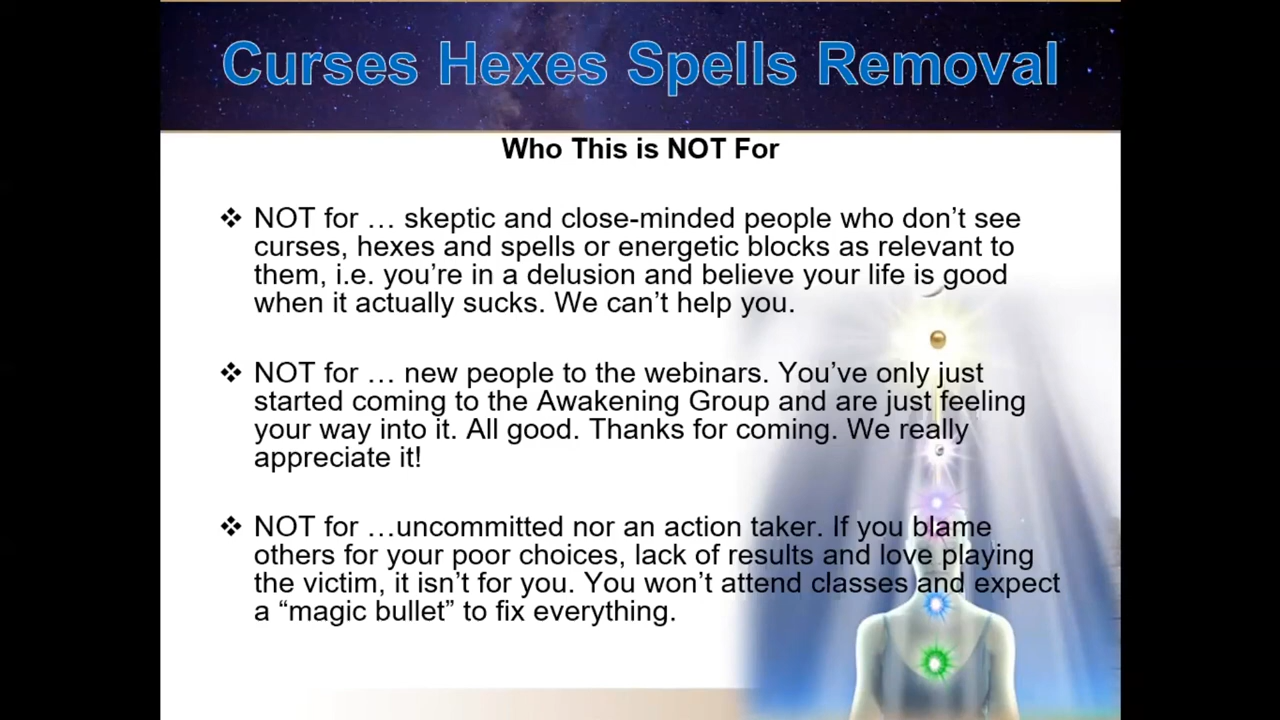 Curses Hexes Spells Removal
Who This is NOT For
❖ NOT for … skeptic and close-minded people who don’t see
curses, hexes and spells or energetic blocks as relevant to
them, i.e. you’re in a delusion and believe your life is good
when it actually sucks. We can’t help you.
❖ NOT for … new people to the webinars. You’ve only just
started coming to the Awakening Group and are just feeling
your way into it. All good. Thanks for coming. We really
appreciate it!
❖ NOT for …uncommitted nor an action taker. If you blame
others for your poor choices, lack of results and love playing
the victim, it isn’t for you. You won’t attend classes and expect
a “magic bullet” to fix everything.